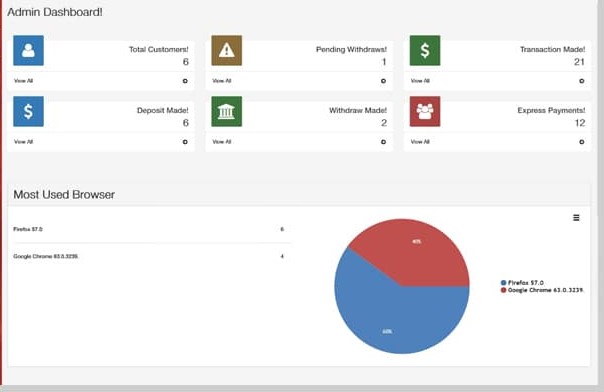 Admin Dashboard!
Total Customers!
6
View All
Pending Withdraws!
1
View All
Transaction Made!
21
View All
Deposit Made!
6
View All
Withdraw Made!
2
View All
Express Payments!
12
View All
Most Used Browser
Firefox 57.0 6
Google Chrome 63.0.3239. 4
40%
60%
Firefox 57.0
Google Chrome 63.0.3239.